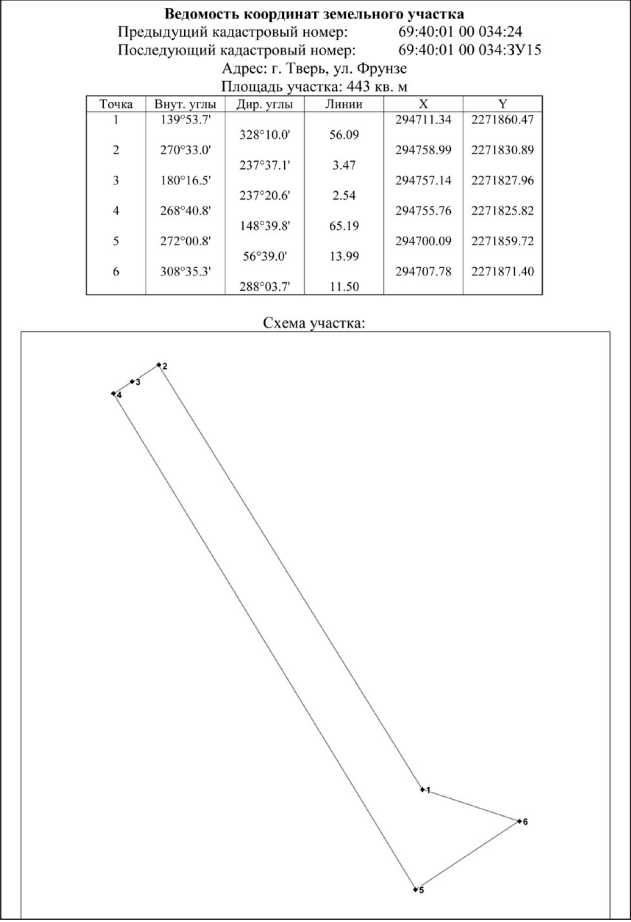 Ведомость координат земельного участка
Предыдущий кадастровый номер: 69:40:01 00 034:24
Последующий кадастровый номер: 69:40:01 00 034:ЗУ15
Адрес: г. Тверь, ул. Фрунзе
Площадь участка: 443 кв. м
Точка Внут. углы Дир. углы Линии X Y
1 139°53.7' 294711.34 2271860.47
328°10.0' 56.09
2 270°33.0' 294758.99 2271830.89
237°37.1' 3.47
3 180°16.5' 294757.14 2271827.96
237°20.6' 2.54
4 268°40.8' 294755.76 2271825.82
148°39.8' 65.19
5 272°00.8' 294700.09 2271859.72
56°39.0' 13.99
6 308°35.3' 294707.78 2271871.40
288°03.7' 11.50
Схема участка:
2
3
4
1
6
5